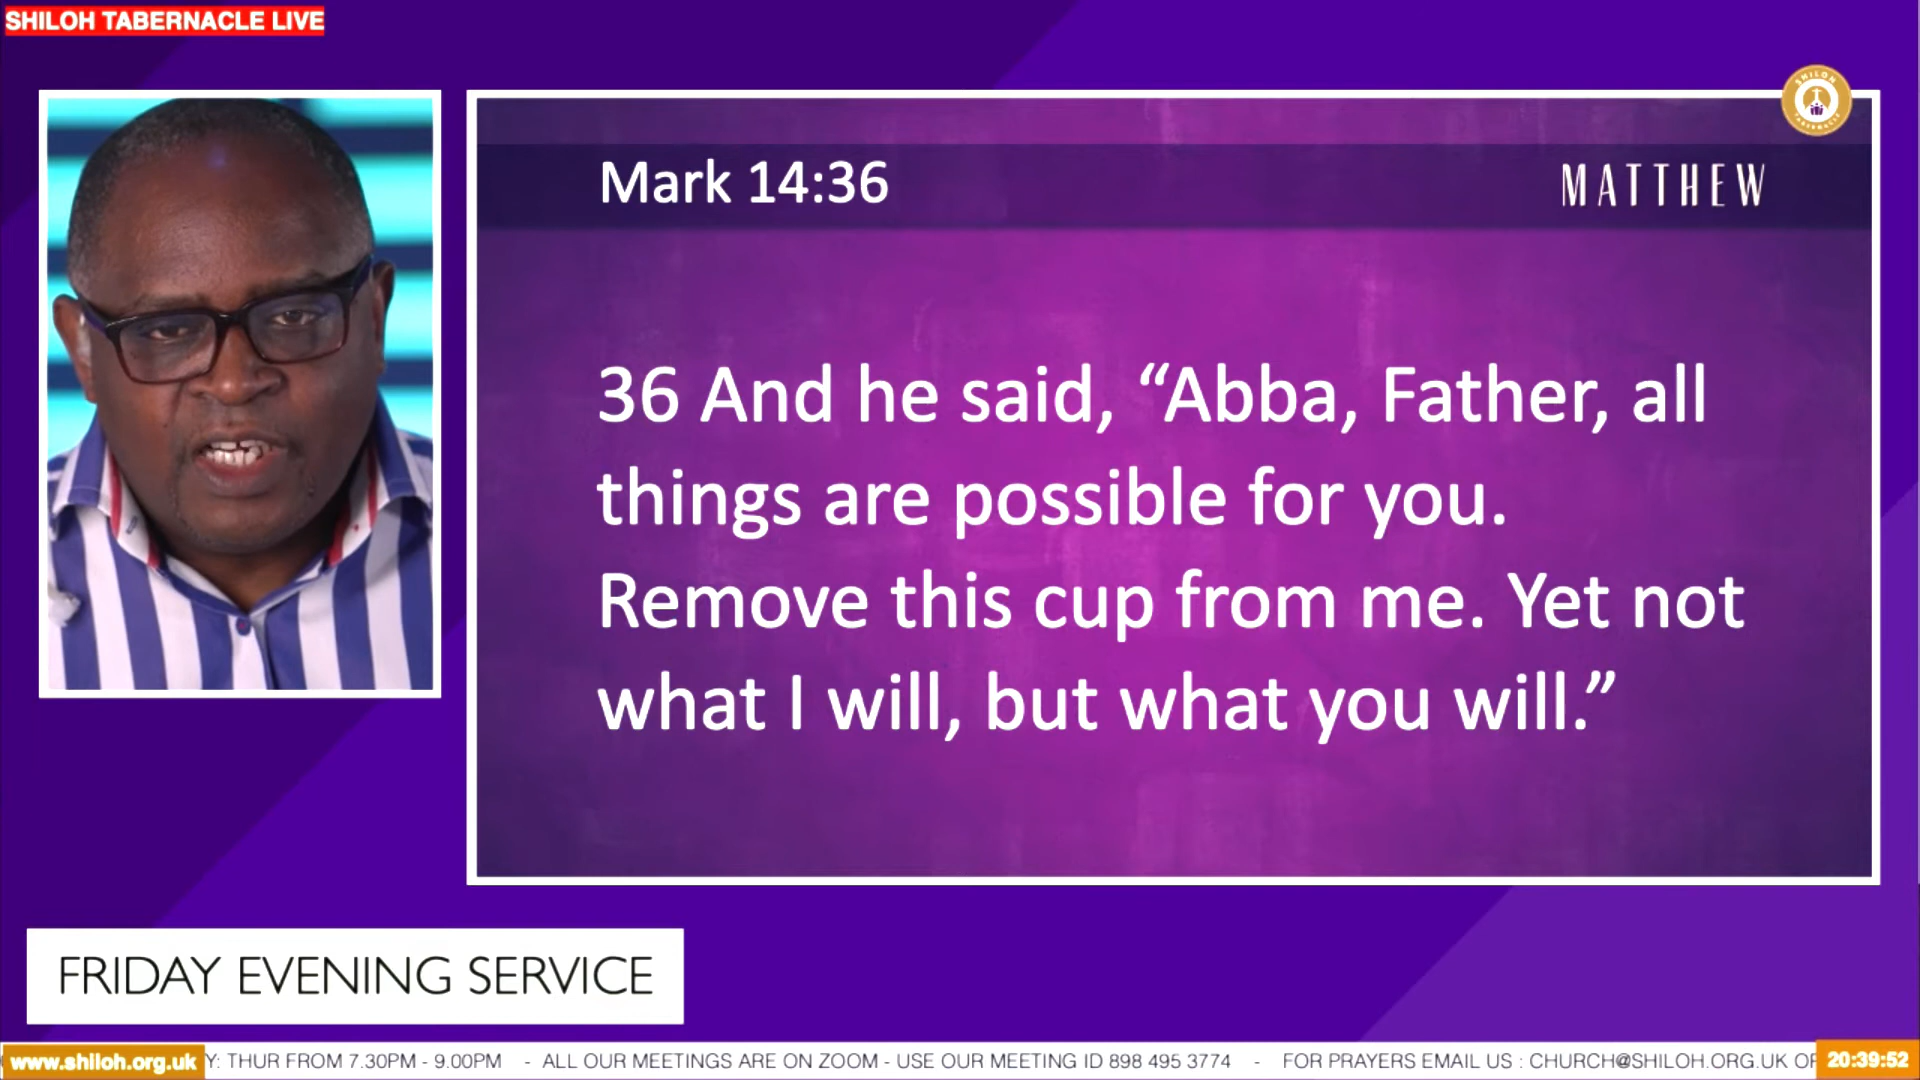 SHILOH TABERNACLE LIVE
SHILOH
TABERNACLE
Mark 14:36
MATTHEW
36 And he said, “Abba, Father, all
things are possible for you.
Remove this cup from me. Yet not
what I will, but what you will.”
FRIDAY EVENING SERVICE
www.shiloh.org.uk
Y: THUR FROM 7.30PM - 9.00PM - ALL OUR MEETINGS ARE ON ZOOM - USE OUR MEETING ID 898 495 3774 - FOR PRAYERS EMAIL US : CHURCH@SHILOH.ORG.UK OF
20:39:52